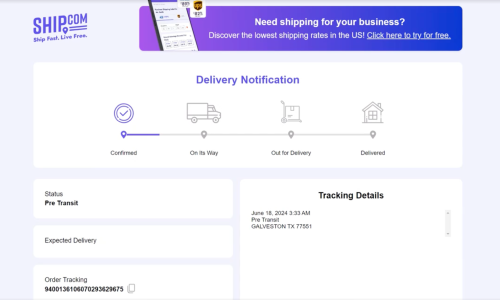 SHIP.COM
Ship Fast. Live Free.
Need shipping for your business?
Discover the lowest shipping rates in the US! Click here to try for free.
Delivery Notification
Confirmed
On Its Way
Out for Delivery
Delivered
Status
Pre Transit
Expected Delivery
Order Tracking
9400136106070293629675
Tracking Details
June 18, 2024 3:33 AM
Pre Transit
GALVESTON TX 77551